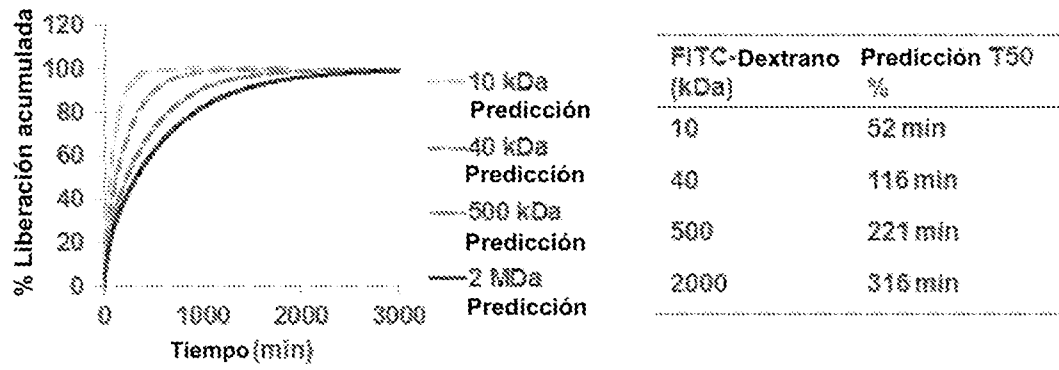 % Liberación acumulada
120
100
80
60
40
20
0
0 1000 2000 3000
Tiempo (min)
10 kDa
Predicción
40 kDa
Predicción
500 kDa
Predicción
2 MDa
Predicción
FITC-Dextrano Predicción T50
(kDa) %
10 52 min
40 116 min
500 221 min
2000 316 min